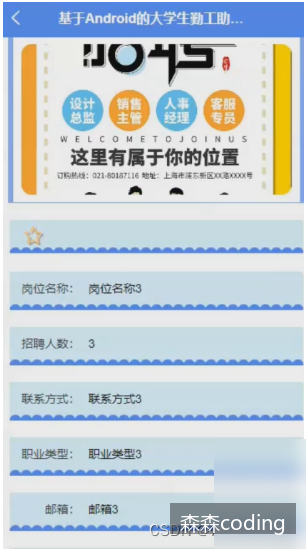 基于Android的大学生勤工助...
设计总监
销售主管
人事经理
客服专员
WELCOMETOJOINUS
这里有属于你的位置
订购热线：021-80187116 地址：上海市浦东新区XX路XXXX号
岗位名称： 岗位名称3
招聘人数： 3
联系方式： 联系方式3
职业类型： 职业类型3
邮箱： 邮箱3
CSDN @
森森coding